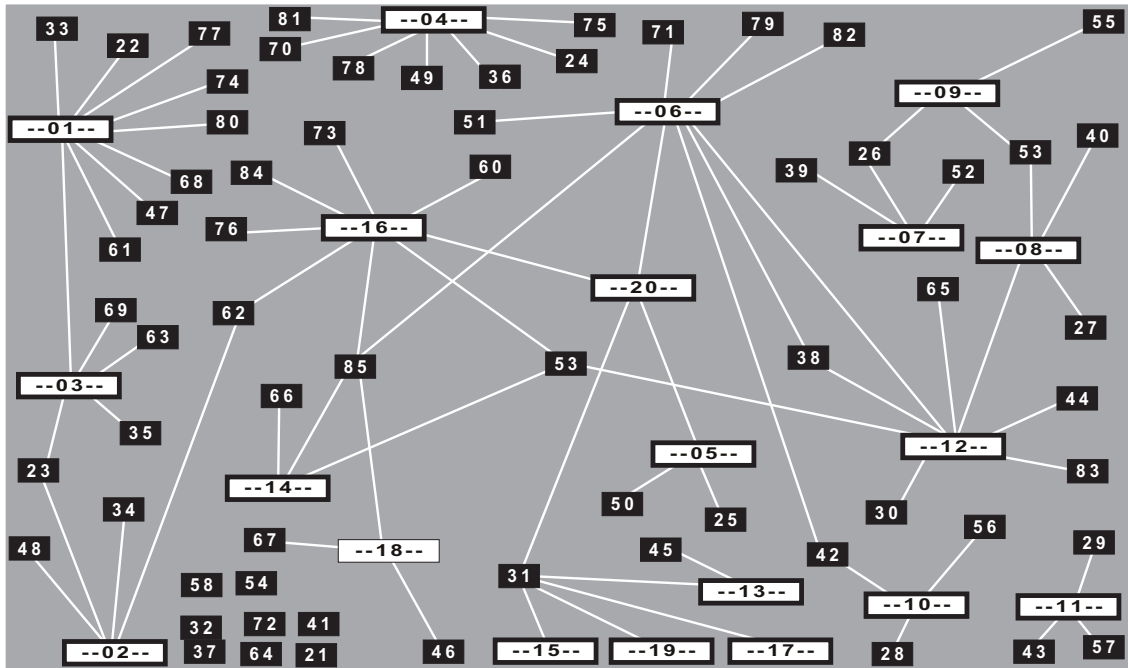 81 --04-- 75
33 77 71 79 82 55
22 70 24
78 49 36
74 --09--
80 51 --06--
--01-- 73 40
84 60 39 26 52 53
68
47 76 --16-- --07-- --08--
61
--20-- 65
69 62 27
63
85 53 38
--03-- 66 44
35 --05-- --12--
23 --14-- 83
34 50 25 30 56
48 67 --18-- 45 42 29
58 54 31 --13--
32 72 41 --10-- --11--
--02-- 37 64 21 46 --15-- --19-- --17-- 28 43 57